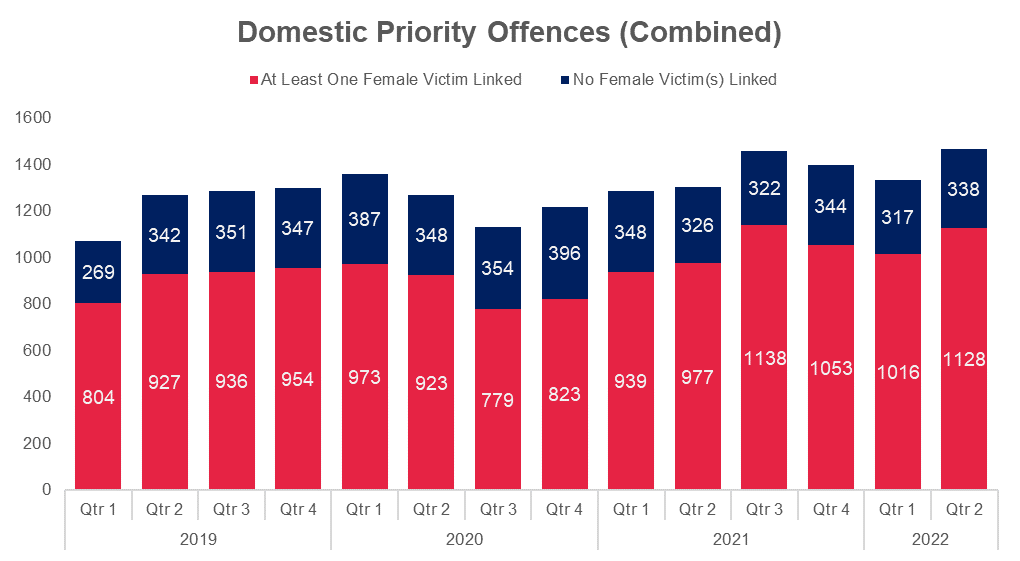 Domestic Priority Offences (Combined)
At Least One Female Victim Linked No Female Victim(s) Linked
1600
1400
1200
1000
800
600
400
200
0
269 342 351 347 387 348 354 396 348 326 322 344 317 338
804 927 936 954 973 923 779 823 939 977 1138 1053 1016 1128
Qtr 1 Qtr 2 Qtr 3 Qtr 4 Qtr 1 Qtr 2 Qtr 3 Qtr 4 Qtr 1 Qtr 2 Qtr 3 Qtr 4 Qtr 1 Qtr 2
2019 2020 2021 2022